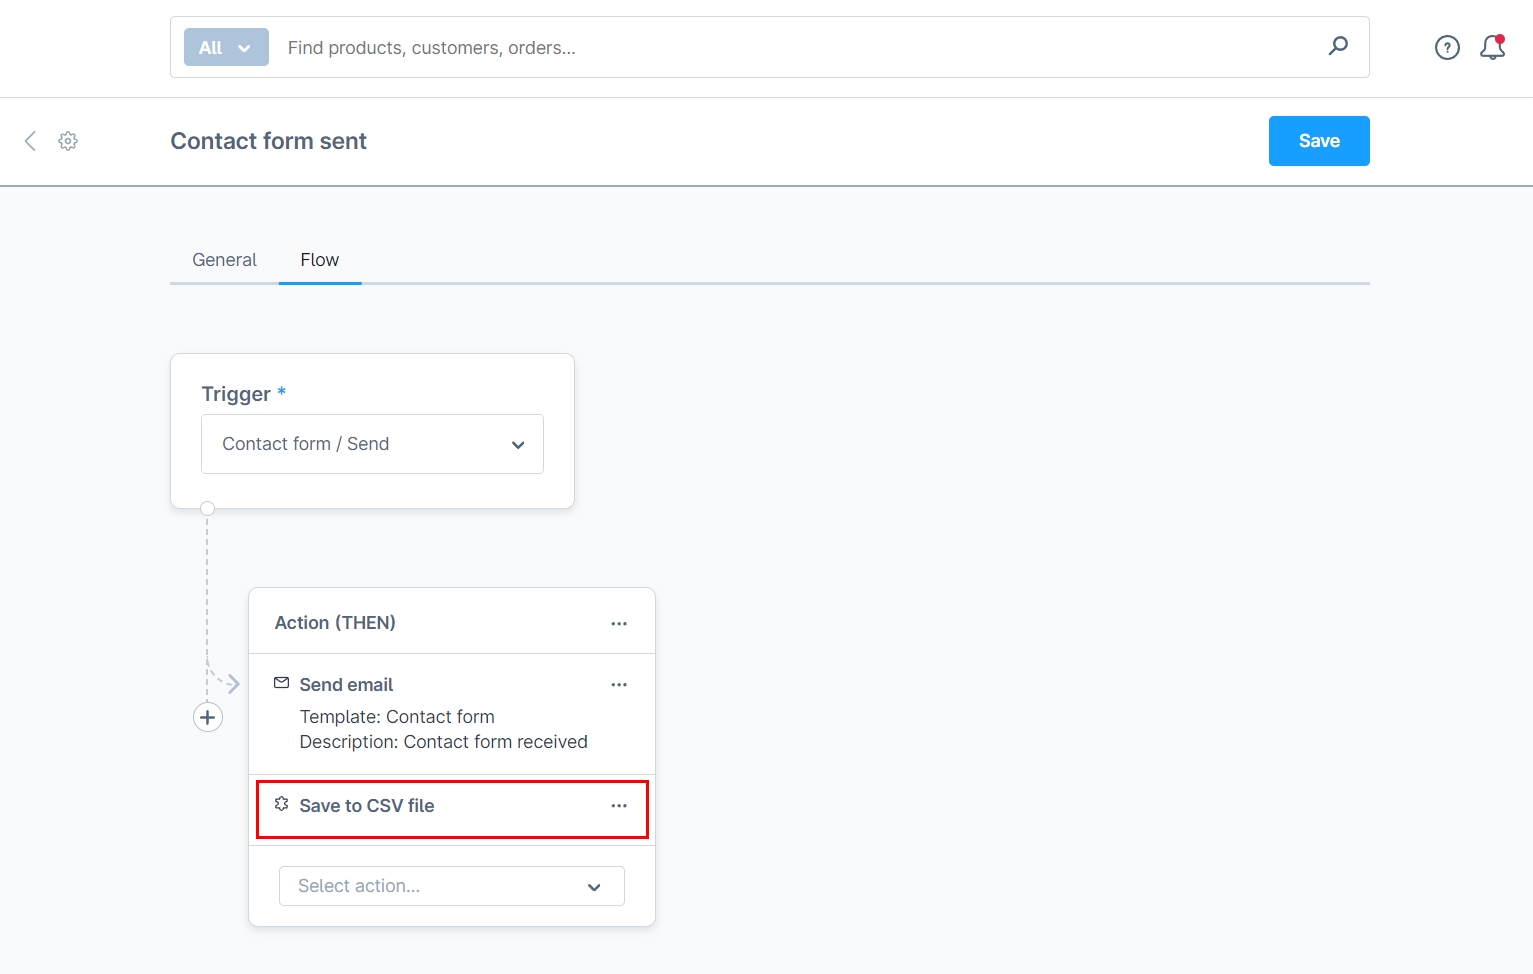 All
Find products, customers, orders...
Contact form sent
Save
General
Flow
Trigger *
Contact form / Send
Action (THEN)
Send email
Template: Contact form
Description: Contact form received
Save to CSV file
Select action...